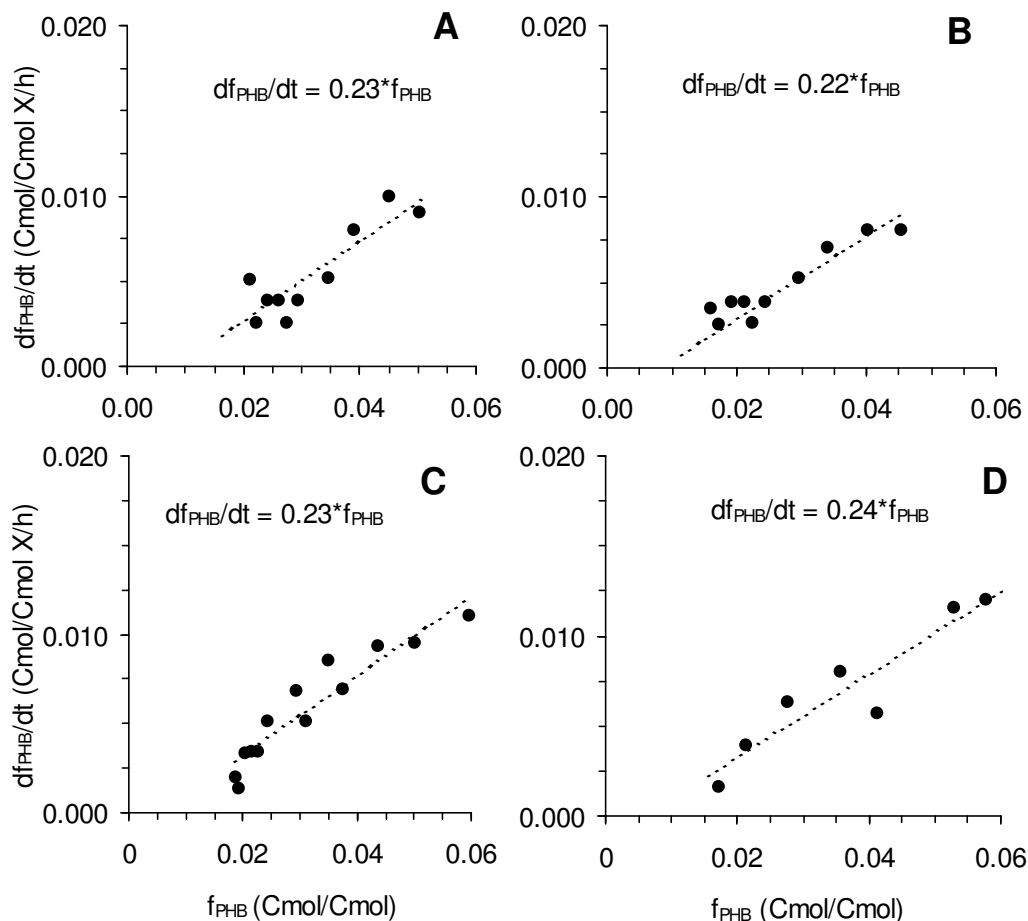 A
0.020
df_PHB/dt = 0.23*f_PHB
0.010
0.000
0.00 0.02 0.04 0.06
df_PHB/dt (Cmol/Cmol X/h)
B
0.020
df_PHB/dt = 0.22*f_PHB
0.010
0.000
0.00 0.02 0.04 0.06
C
0.020
df_PHB/dt = 0.23*f_PHB
0.010
0.000
0 0.02 0.04 0.06
df_PHB/dt (Cmol/Cmol X/h)
f_PHB (Cmol/Cmol)
D
0.020
df_PHB/dt = 0.24*f_PHB
0.010
0.000
0 0.02 0.04 0.06
f_PHB (Cmol/Cmol)